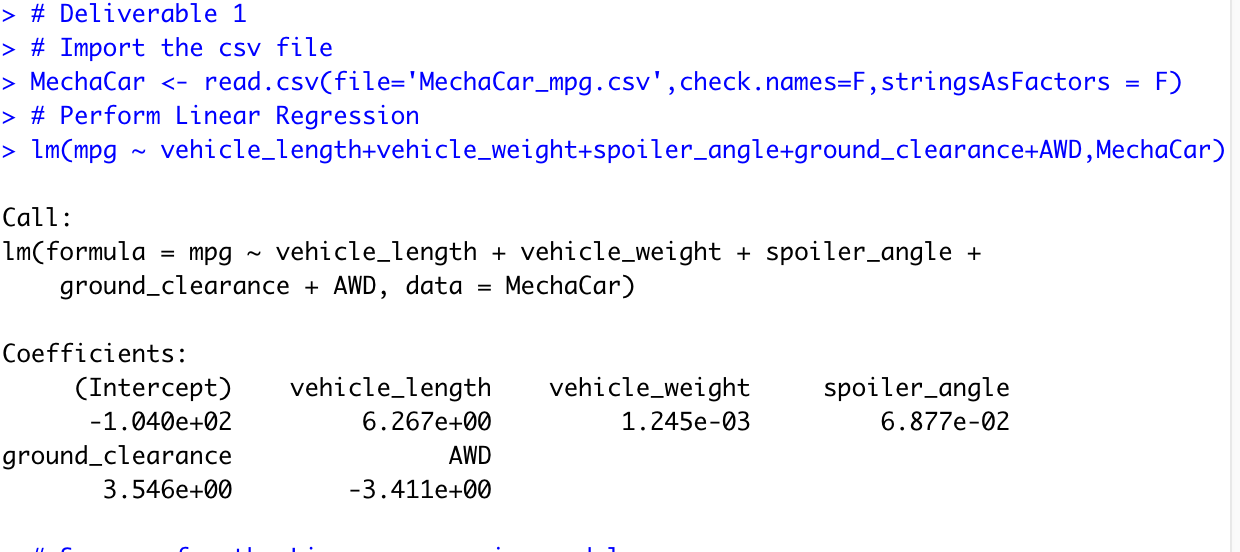 > # Deliverable 1
> # Import the csv file
> MechaCar <- read.csv(file='MechaCar_mpg.csv',check.names=F,stringsAsFactors = F)
> # Perform Linear Regression
> lm(mpg ~ vehicle_length+vehicle_weight+spoiler_angle+ground_clearance+AWD,MechaCar)
Call:
lm(formula = mpg ~ vehicle_length + vehicle_weight + spoiler_angle +
ground_clearance + AWD, data = MechaCar)
Coefficients:
(Intercept) vehicle_length vehicle_weight spoiler_angle
-1.040e+02 6.267e+00 1.245e-03 6.877e-02
ground_clearance AWD
3.546e+00 -3.411e+00